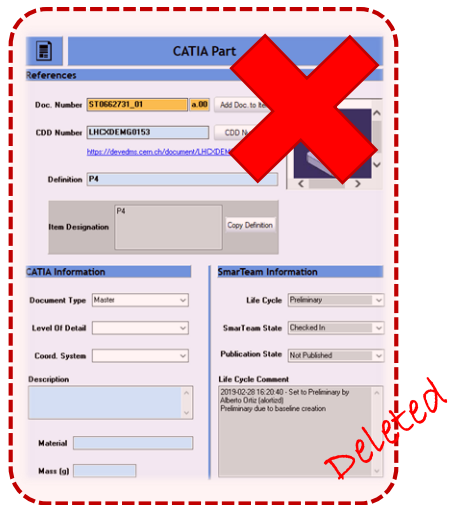 CATIA Part
References
Doc. Number ST0662731_01 a.00 Add Doc. to Ite
CDD Number LHCXDEMG0153 CDD N
https://devedms.cern.ch/document/LHCXDEM
Definition P4
Item Designation P4 Copy Definition
CATIA Information SmarTeam Information
Document Type Master Life Cycle Preliminary
Level Of Detail SmarTeam State Checked In
Coord. System Publication State Not Published
Description Life Cycle Comment
2019-02-28 16:20:40 - Set to Preliminary by
Alberto Ortiz (akortizd)
Preliminary due to baseline creation
Material
Mass (g)
Deleted